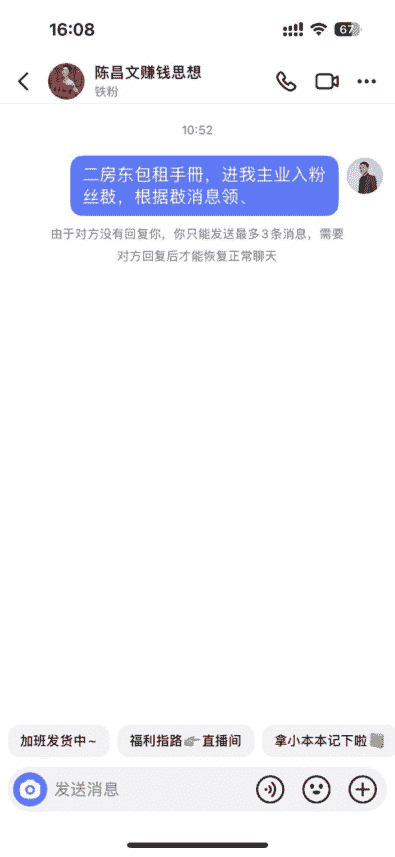 16:08
67
陈昌文赚钱思想
铁粉
10:52
二房东包租手冊，进我主业入粉
丝敄，根据敄消息领、
由于对方没有回复你，你只能发送最多3条消息，需要
对方回复后才能恢复正常聊天
加班发货中~
福利指路👉直播间
拿小本本记下啦
发送消息